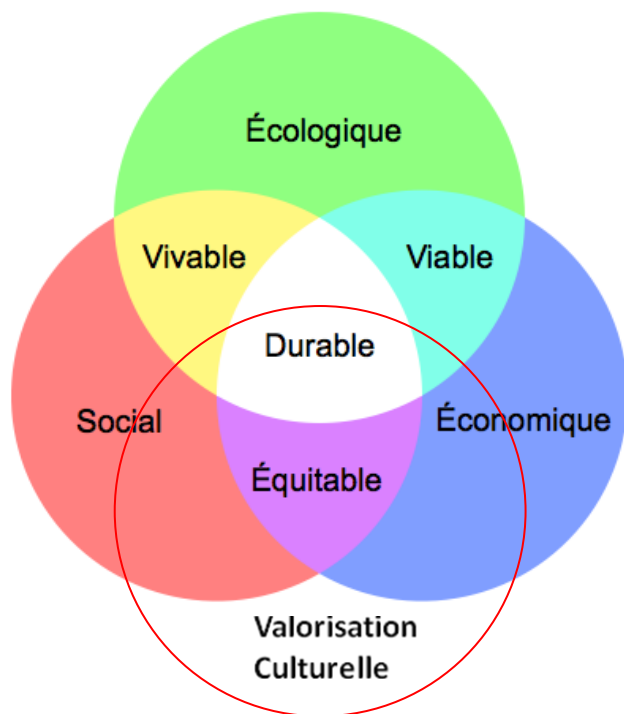 Écologique
Vivable
Viable
Durable
Social
Économique
Équitable
Valorisation
Culturelle